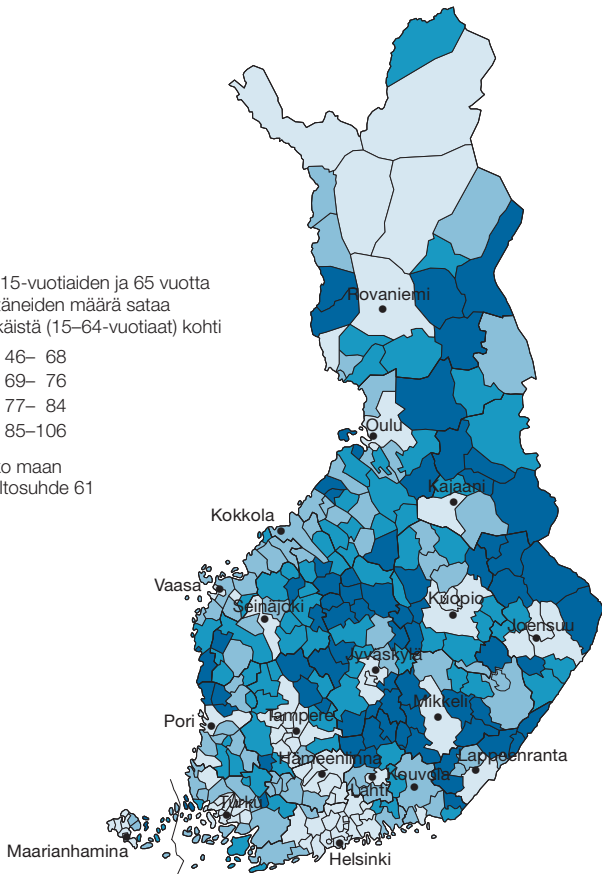 15-vuotiaiden ja 65 vuotta
äneiden määrä sataa
äistä (15–64-vuotiaat) kohti
46– 68
69– 76
77– 84
85–106
o maan
ltosuhde 61
Rovaniemi
Oulu
Kajaani
Kokkola
Vaasa
Seinäjoki
Kuopio
Joensuu
Jyväskylä
Mikkeli
Pori
Tampere
Hämeenlinna
Lappeenranta
Kouvola
Lahti
Turku
Maarianhamina
Helsinki